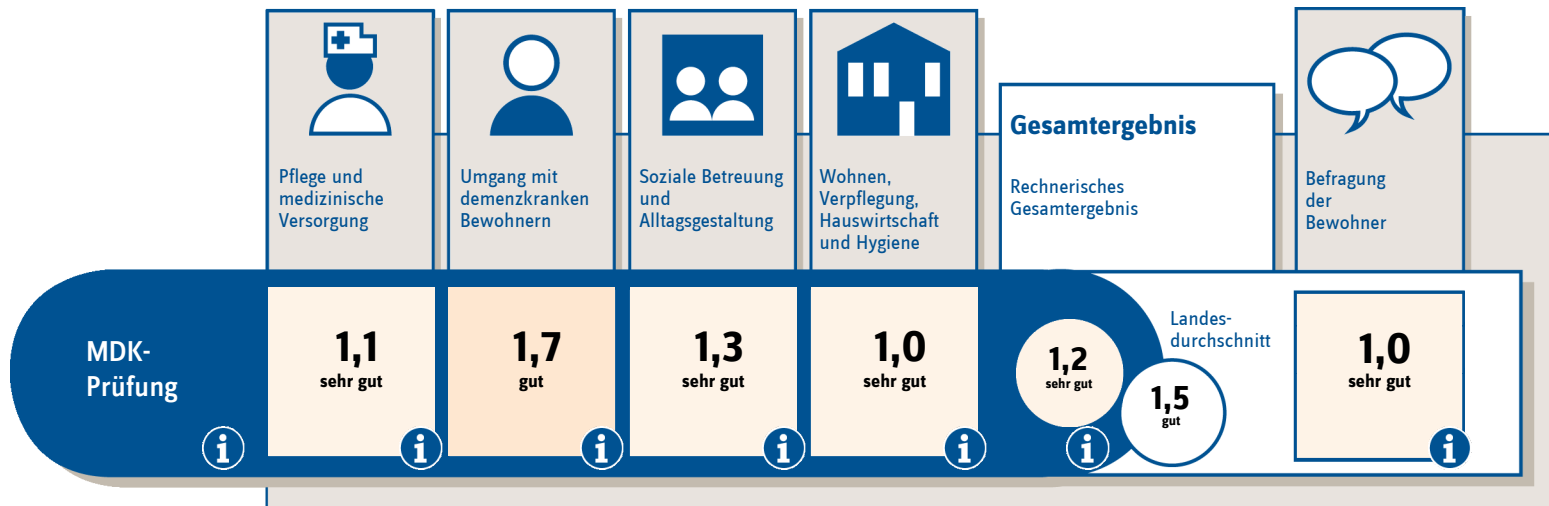 Pflege und
medizinische
Versorgung
Umgang mit
demenzkranken
Bewohnern
Soziale Betreuung
und
Alltagsgestaltung
Wohnen,
Verpflegung,
Hauswirtschaft
und Hygiene
Gesamtergebnis
Rechnerisches
Gesamtergebnis
Befragung
der
Bewohner
MDK-
Prüfung
i
1,1
sehr gut
i
1,7
gut
i
1,3
sehr gut
i
1,0
sehr gut
i
1,2
sehr gut
i
Landes-
durchschnitt
1,5
gut
1,0
sehr gut
i